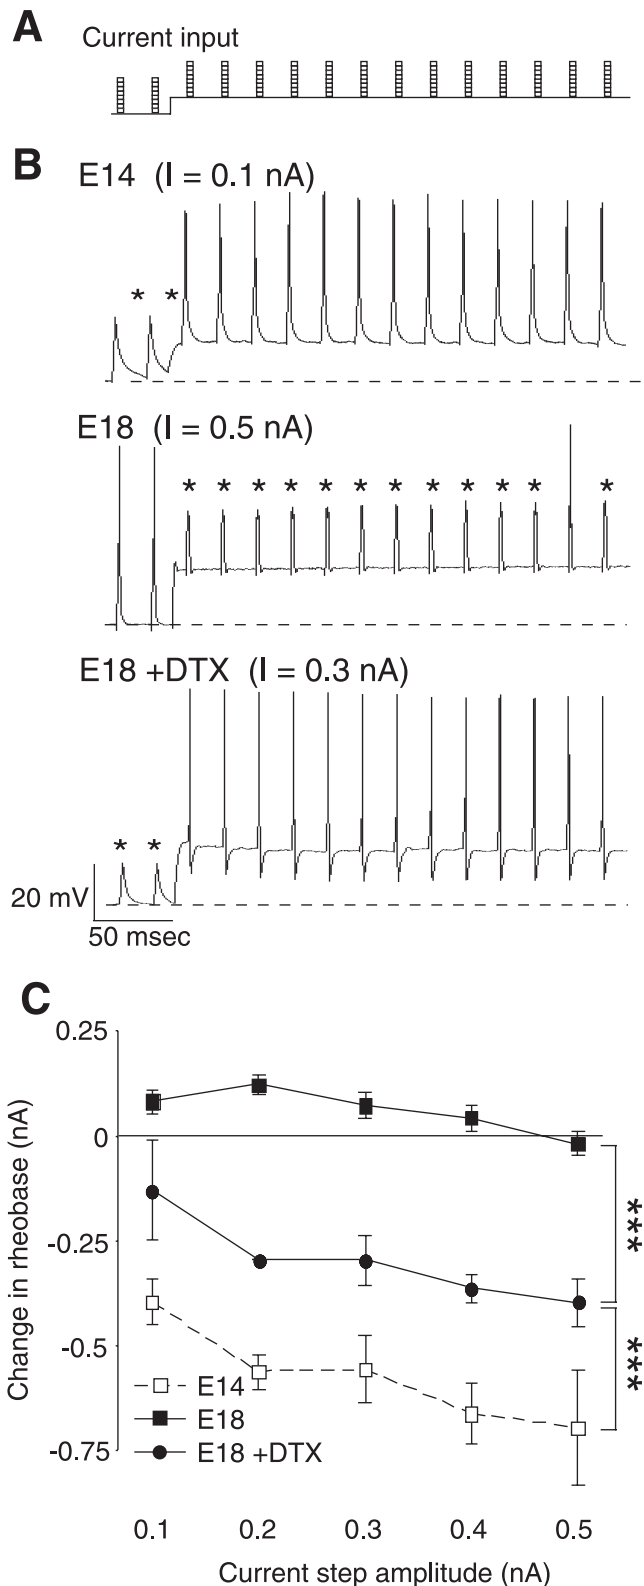 A
Current input
B
E14 (I = 0.1 nA)
* *
E18 (I = 0.5 nA)
* * * * * * * * * * * *
E18 +DTX (I = 0.3 nA)
* *
20 mV
50 msec
C
0.25
0
-0.25
-0.5
-0.75
Change in rheobase (nA)
***
***
E14
E18
E18 +DTX
0.1 0.2 0.3 0.4 0.5
Current step amplitude (nA)